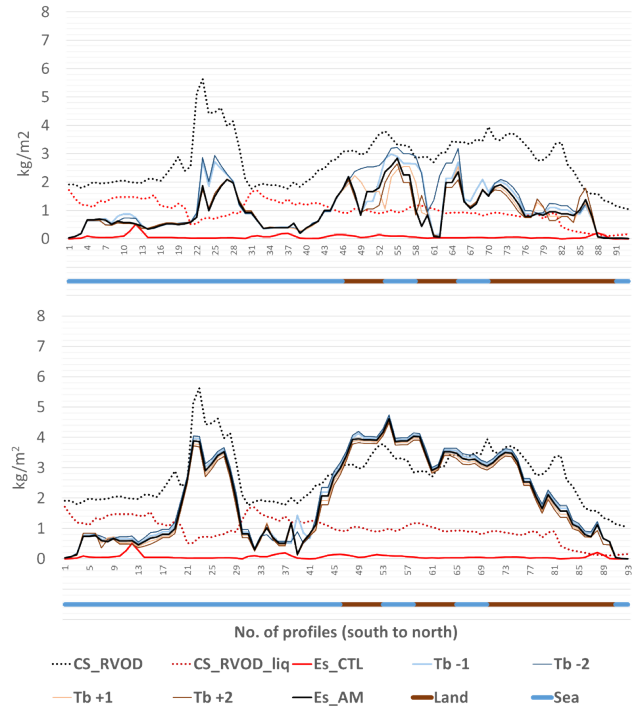 8
7
6
5
4
3
2
1
0
kg/m2
1 4 7 10 13 16 19 22 25 28 31 34 37 40 43 46 49 52 55 58 61 64 67 70 73 76 79 82 85 88 91
8
7
6
5
4
3
2
1
0
kg/m²
1 5 9 13 17 21 25 29 33 37 41 45 49 53 57 61 65 69 73 77 81 85 89 93
No. of profiles (south to north)
CS_RVOD CS_RVOD_liq Es_CTL Tb -1 Tb -2
Tb +1 Tb +2 Es_AM Land Sea